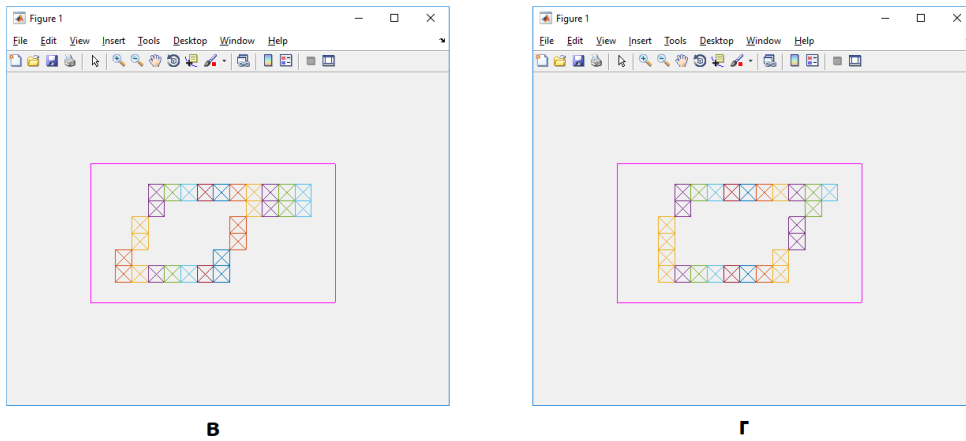 Figure 1
File Edit View Insert Tools Desktop Window Help
Figure 1
File Edit View Insert Tools Desktop Window Help
в
г